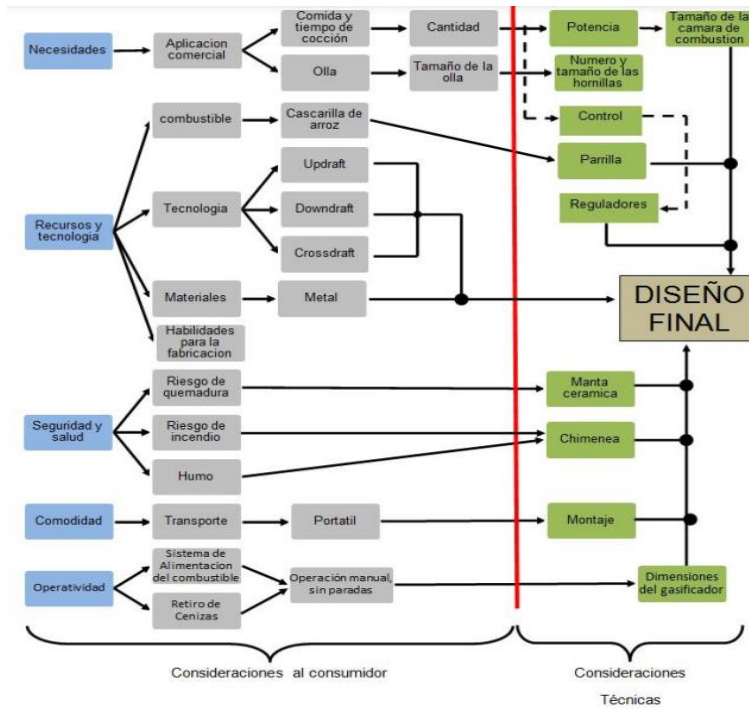 Necesidades
Aplicacion
comercial
Comida y
tiempo de
cocción
Cantidad
Potencia
Tamaño de la
camara de
combustion
Olla
Tamaño de la
olla
Numero y
tamaño de las
hornillas
combustible
Cascarilla de
arroz
Control
Parrilla
Recursos y
tecnología
Tecnologia
Updraft
Downdraft
Crossdraft
Reguladores
Materiales
Metal
DISEÑO
FINAL
Habilidades
para la
fabricacion
Seguridad y
salud
Riesgo de
quemadura
Manta
ceramica
Riesgo de
incendio
Chimenea
Humo
Comodidad
Transporte
Portatil
Montaje
Operatividad
Sistema de
Alimentacion
del combustible
Retiro de
Cenizas
Operación manual,
sin paradas
Dimensiones
del gasificador
Consideraciones al consumidor
Consideraciones
Técnicas